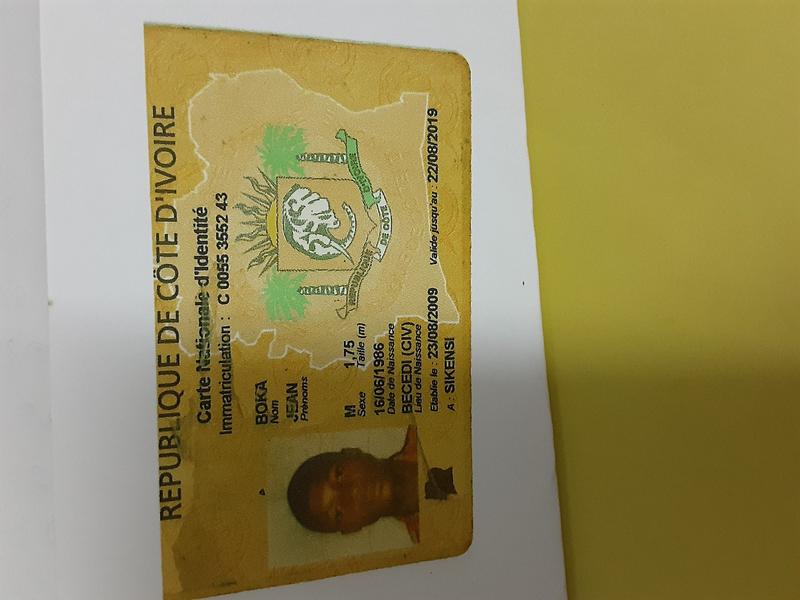 REPUBLIQUE DE CÔTE D'IVOIRE
Carte Nationale d'Identité
Immatriculation : C 0055 3552 43
BOKA
Nom
JEAN
Prénoms
M 1,75
Sexe Taille (m)
16/06/1986
Date de Naissance
BECEDI (CIV)
Lieu de Naissance
Etablie le : 23/08/2009 Valide jusqu'au : 22/08/2019
A : SIKENSI
REPUBLIQUE DE CÔTE D'IVOIRE